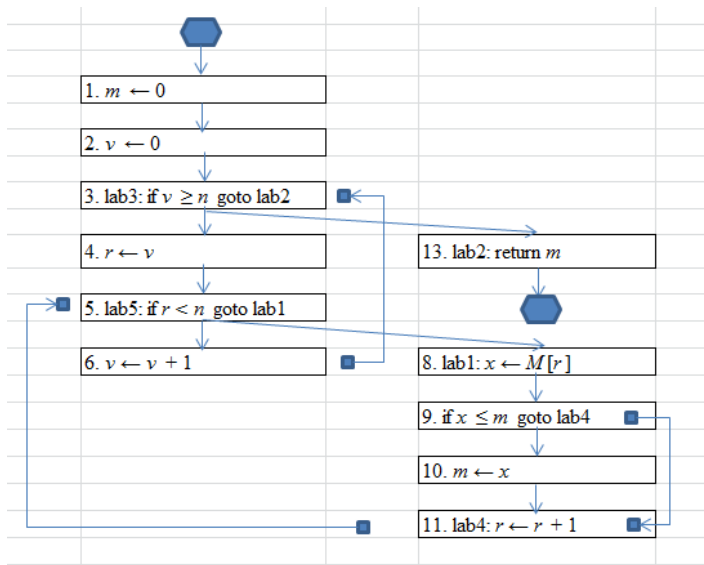 1. m ← 0
2. v ← 0
3. lab3: if v ≥ n goto lab2
4. r ← v
13. lab2: return m
5. lab5: if r < n goto lab1
6. v ← v + 1
8. lab1: x ← M[r]
9. if x ≤ m goto lab4
10. m ← x
11. lab4: r ← r + 1